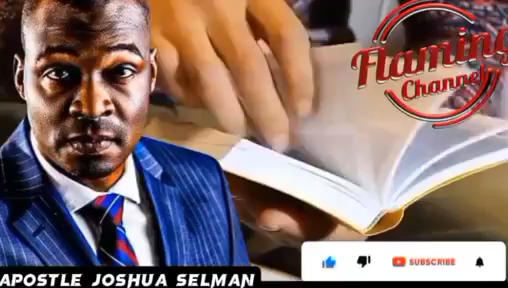 Flaming
Channel
SUBSCRIBE
APOSTLE JOSHUA SELMAN